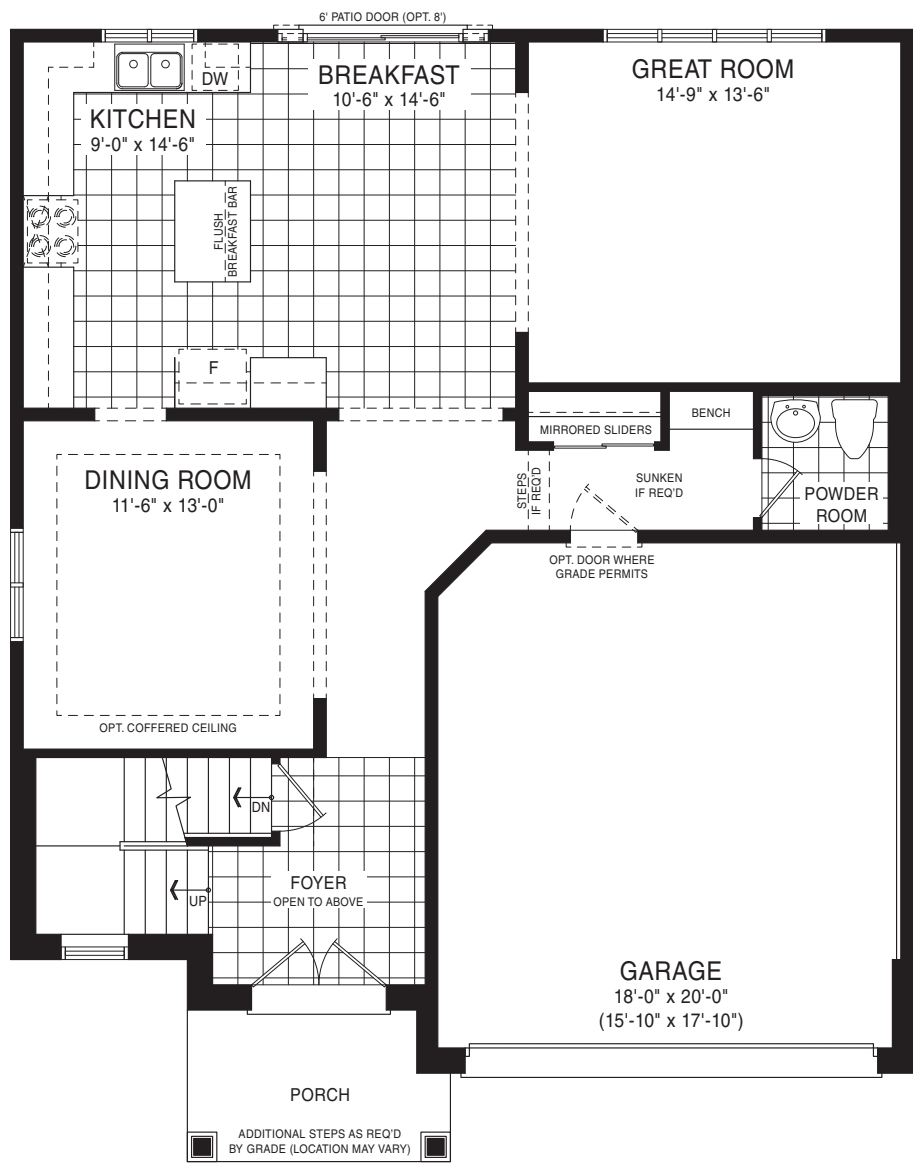 6' PATIO DOOR (OPT. 8')
DW
BREAKFAST
10'-6" x 14'-6"
GREAT ROOM
14'-9" x 13'-6"
KITCHEN
9'-0" x 14'-6"
FLUSH
BREAKFAST BAR
F
MIRRORED SLIDERS
BENCH
STEPS
IF REQ'D
SUNKEN
IF REQ'D
POWDER
ROOM
DINING ROOM
11'-6" x 13'-0"
OPT. DOOR WHERE
GRADE PERMITS
OPT. COFFERED CEILING
DN
UP
FOYER
OPEN TO ABOVE
GARAGE
18'-0" x 20'-0"
(15'-10" x 17'-10")
PORCH
ADDITIONAL STEPS AS REQ'D
BY GRADE (LOCATION MAY VARY)